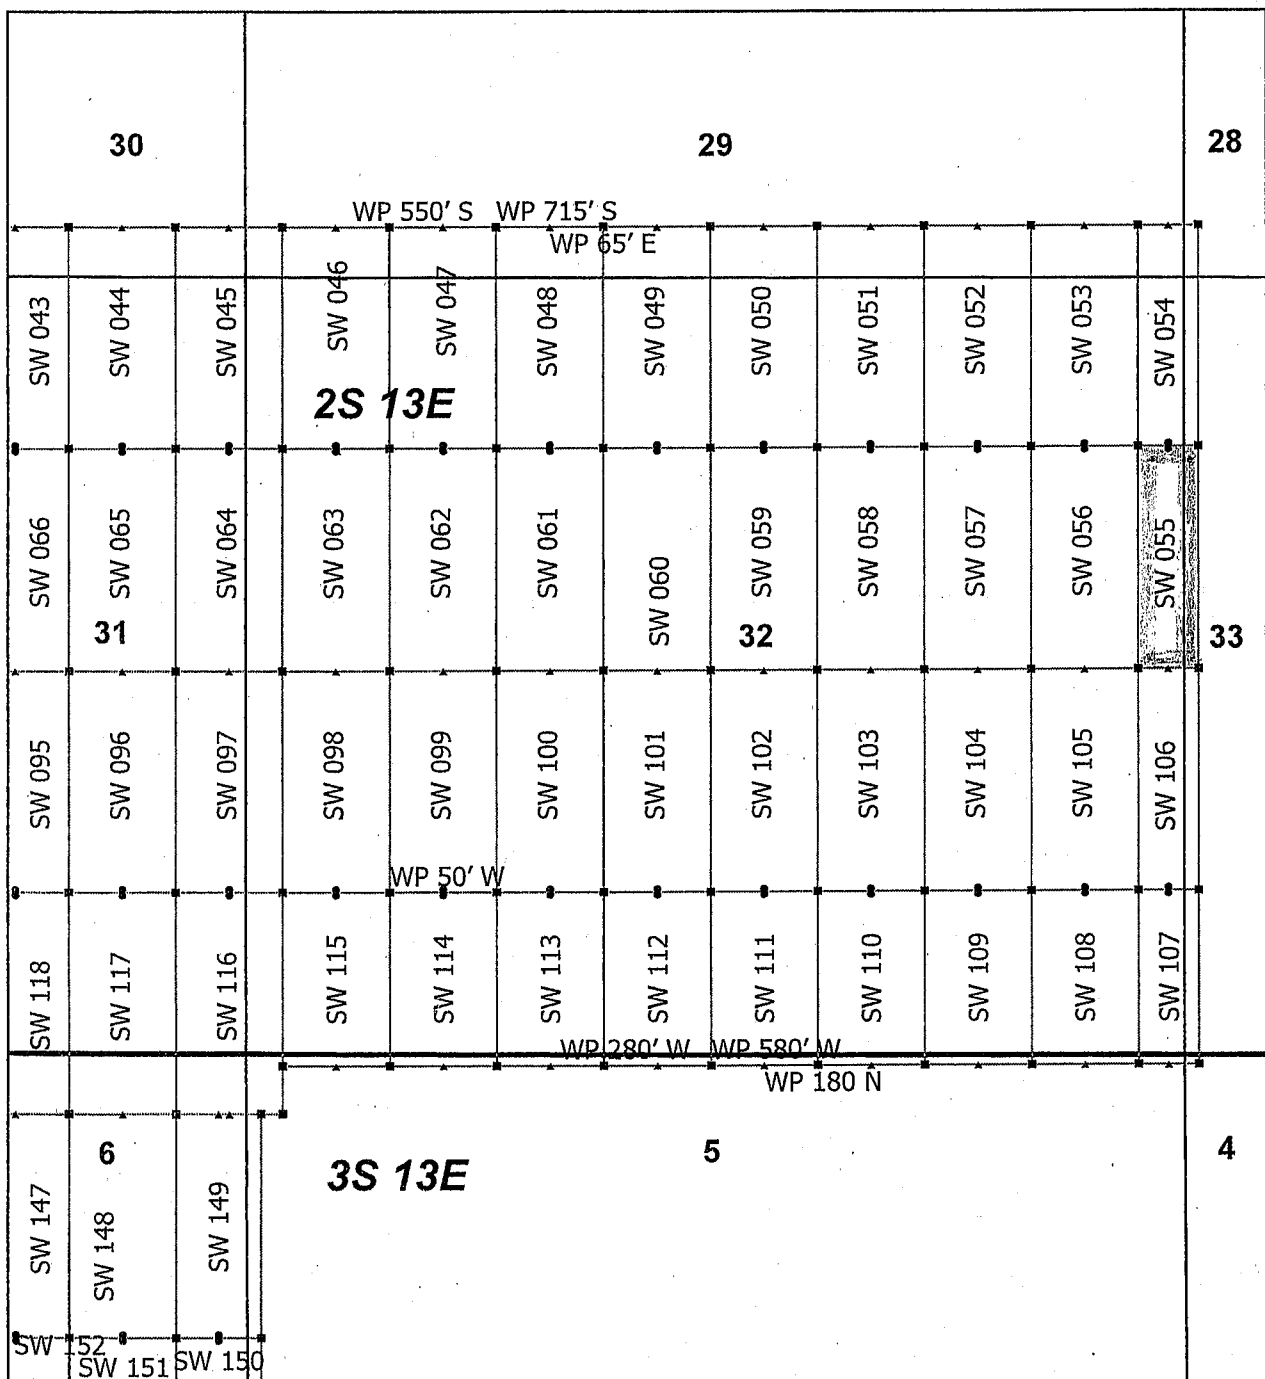 30
29
28
WP 550' S
WP 715' S
WP 65' E
SW 043
SW 044
SW 045
SW 046
SW 047
SW 048
SW 049
SW 050
SW 051
SW 052
SW 053
SW 054
2S 13E
SW 066
SW 065
SW 064
SW 063
SW 062
SW 061
SW 060
SW 059
SW 058
SW 057
SW 056
SW 055
31
32
33
SW 095
SW 096
SW 097
SW 098
SW 099
SW 100
SW 101
SW 102
SW 103
SW 104
SW 105
SW 106
WP 50' W
SW 118
SW 117
SW 116
SW 115
SW 114
SW 113
SW 112
SW 111
SW 110
SW 109
SW 108
SW 107
WP 280' W
WP 580' W
WP 180 N
6
3S 13E
5
4
SW 147
SW 148
SW 149
SW 152
SW 151
SW 150